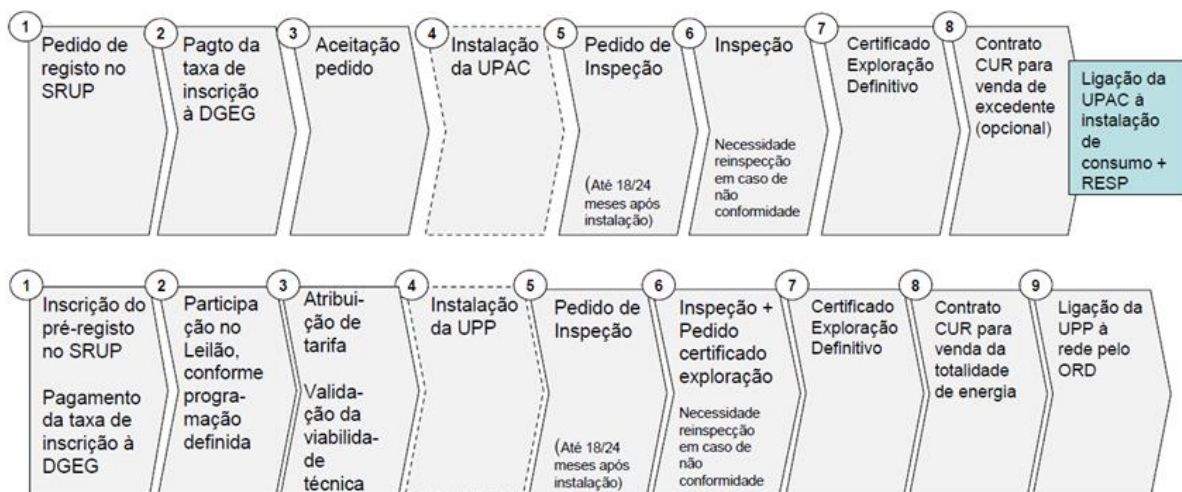 1
Pedido de
registo no
SRUP
2
Pagto da
taxa de
inscrição
à DGEG
3
Aceitação
pedido
4
Instalação
da UPAC
5
Pedido de
Inspeção
(Até 18/24
meses após
instalação)
6
Inspeção
Necessidade
reinspecção
em caso de
não
conformidade
7
Certificado
Exploração
Definitivo
8
Contrato
CUR para
venda de
excedente
(opcional)
Ligação da
UPAC à
instalação
de
consumo +
RESP
1
Inscrição do
pré-registo
no SRUP
Pagamento
da taxa de
inscrição à
DGEG
2
Participa
ção no
Leilão,
conforme
progra-
mação
definida
3
Atribui-
ção de
tarifa
Valida-
ção da
viabilida-
de
técnica
4
Instalação
da UPP
5
Pedido de
Inspeção
(Até 18/24
meses após
instalação)
6
Inspeção +
Pedido
certificado
exploração
Necessidade
reinspecção
em caso de
não
conformidade
7
Certificado
Exploração
Definitivo
8
Contrato
CUR para
venda da
totalidade
de energia
9
Ligação da
UPP à
rede pelo
ORD